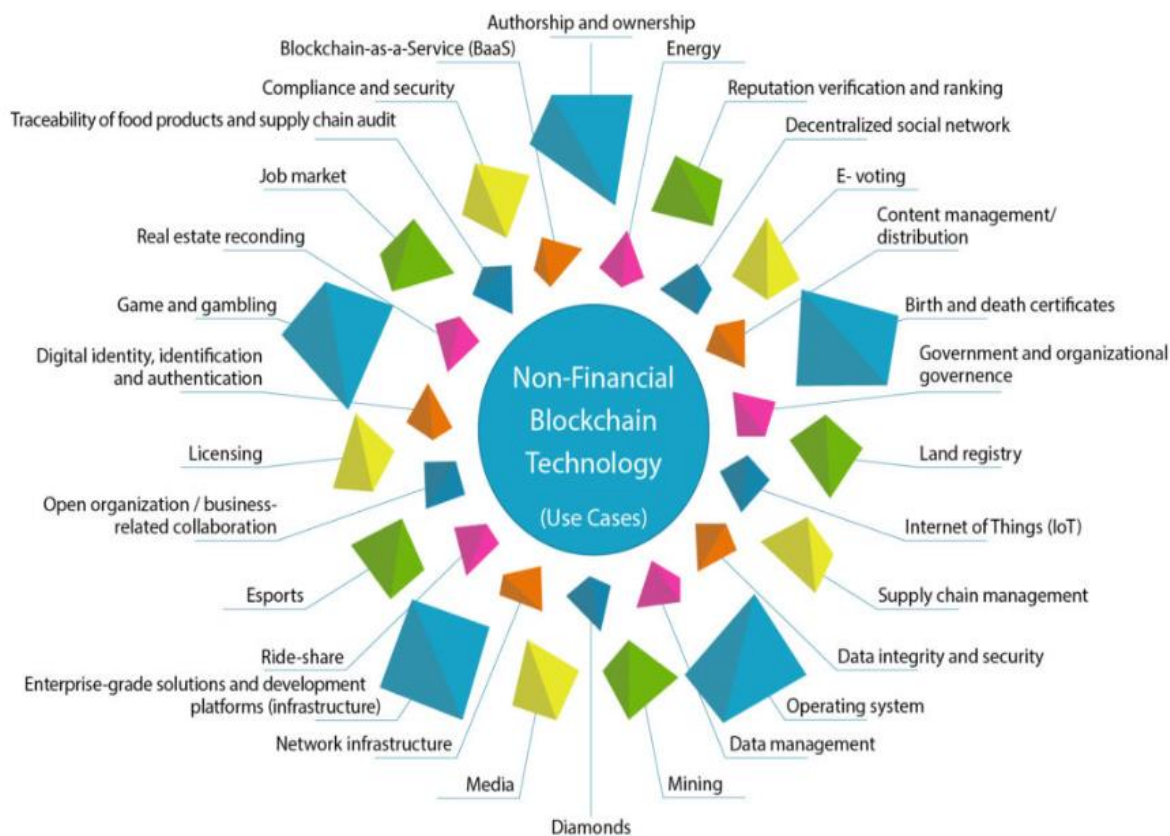 Authorship and ownership
Blockchain-as-a-Service (BaaS)
Energy
Compliance and security
Reputation verification and ranking
Traceability of food products and supply chain audit
Decentralized social network
Job market
E- voting
Real estate reconding
Content management/
distribution
Game and gambling
Birth and death certificates
Digital identity, identification
and authentication
Government and organizational
governence
Non-Financial
Blockchain
Technology
(Use Cases)
Licensing
Land registry
Open organization / business-
related collaboration
Internet of Things (IoT)
Esports
Supply chain management
Ride-share
Data integrity and security
Enterprise-grade solutions and development
platforms (infrastructure)
Operating system
Network infrastructure
Data management
Media
Mining
Diamonds